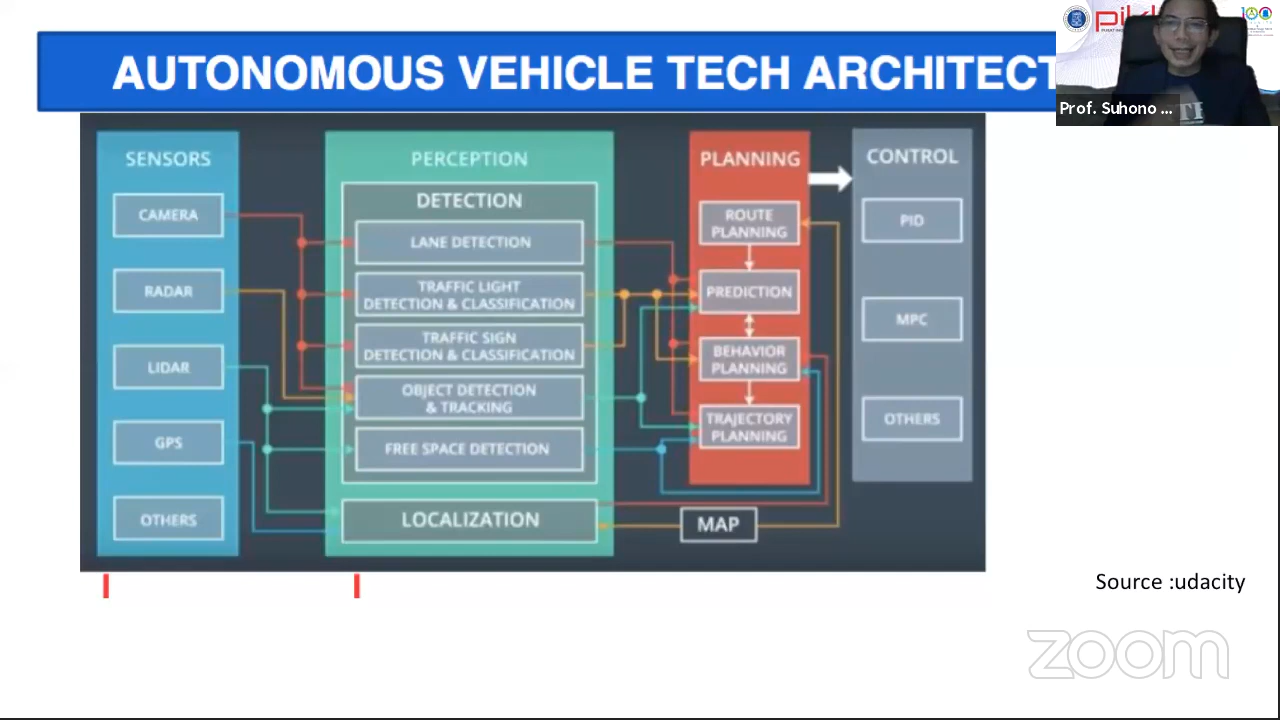 AUTONOMOUS VEHICLE TECH ARCHITECT
Prof. Suhono ...
SENSORS
CAMERA
RADAR
LIDAR
GPS
OTHERS
PERCEPTION
DETECTION
LANE DETECTION
TRAFFIC LIGHT
DETECTION & CLASSIFICATION
TRAFFIC SIGN
DETECTION & CLASSIFICATION
OBJECT DETECTION
& TRACKING
FREE SPACE DETECTION
LOCALIZATION
MAP
PLANNING
ROUTE
PLANNING
PREDICTION
BEHAVIOR
PLANNING
TRAJECTORY
PLANNING
CONTROL
PID
MPC
OTHERS
Source :udacity
zoom